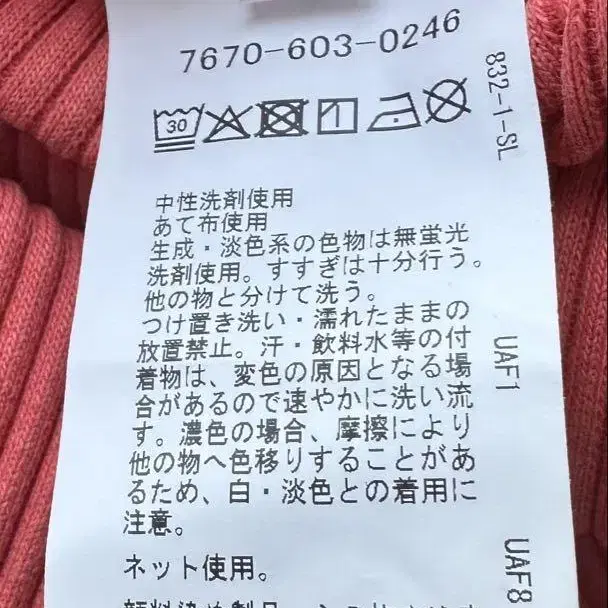 7670-603-0246
30
中性洗剤使用
あて布使用
生成・淡色系の色物は無蛍光
洗剤使用。すすぎは十分行う。
他の物と分けて洗う。
つけ置き洗い・濡れたままの
放置禁止。汗・飲料水等の付
着物は、変色の原因となる場
合があるので速やかに洗い流
す。濃色の場合、摩擦により
他の物へ色移りすることがあ
るため、白・淡色との着用に
注意。
ネット使用。
832-1-SL
UAF1
UAF8